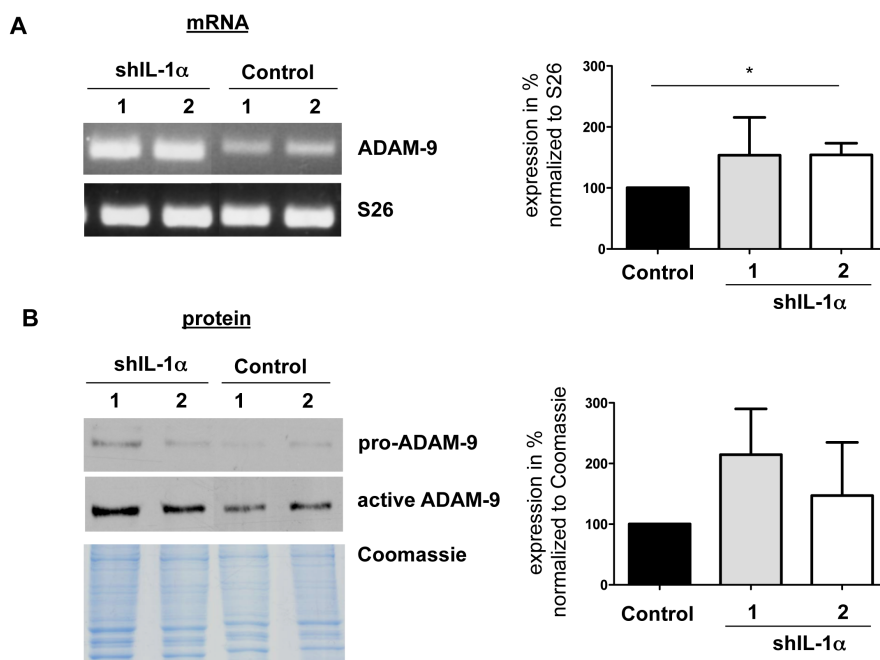 A
mRNA
shIL-1α Control
1 2 1 2
ADAM-9
S26
expression in %
normalized to S26
300
200
100
0
*
Control 1 2
shIL-1α
B
protein
shIL-1α Control
1 2 1 2
pro-ADAM-9
active ADAM-9
Coomassie
expression in %
normalized to Coomassie
300
200
100
0
Control 1 2
shIL-1α